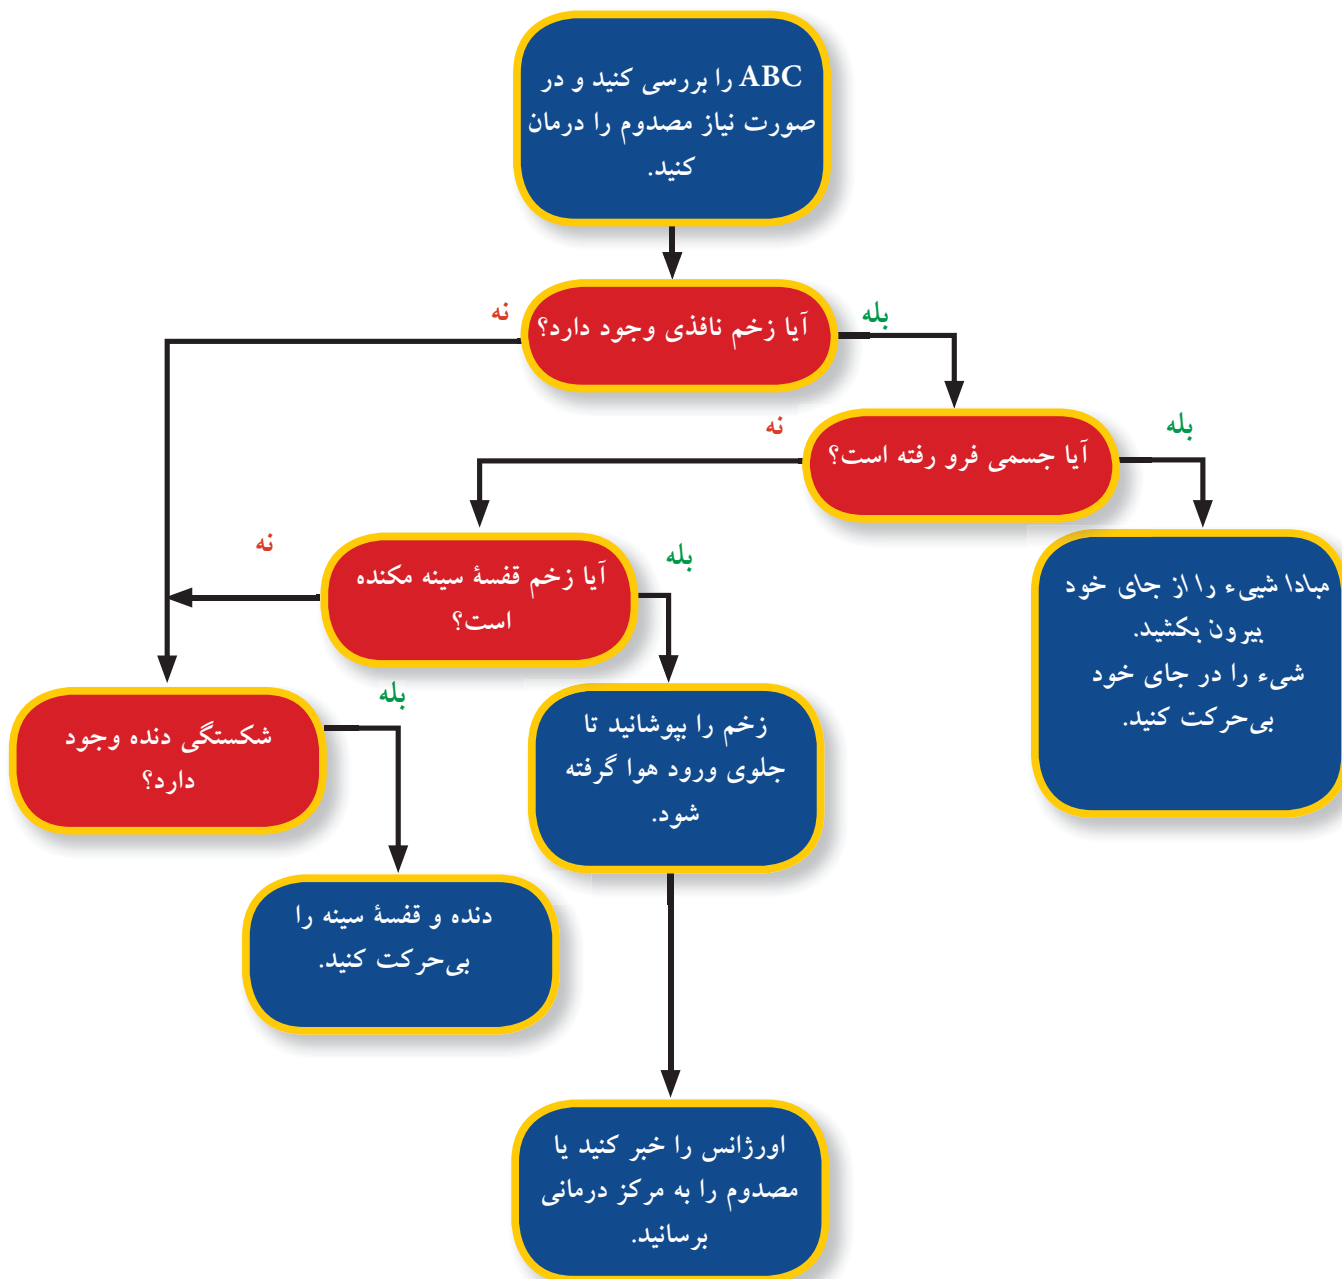 ABC را بررسی کنید و در
صورت نیاز مصدوم را درمان
کنید.
آیا زخم نافذی وجود دارد؟
بله
نه
آیا جسمی فرو رفته است؟
بله
نه
مبادا شییء را از جای خود
بیرون بکشید.
شیء را در جای خود
بی‌حرکت کنید.
آیا زخم قفسهٔ سینه مکنده
است؟
بله
نه
زخم را بپوشانید تا
جلوی ورود هوا گرفته
شود.
شکستگی دنده وجود
دارد؟
بله
دنده و قفسهٔ سینه را
بی‌حرکت کنید.
اورژانس را خبر کنید یا
مصدوم را به مرکز درمانی
برسانید.